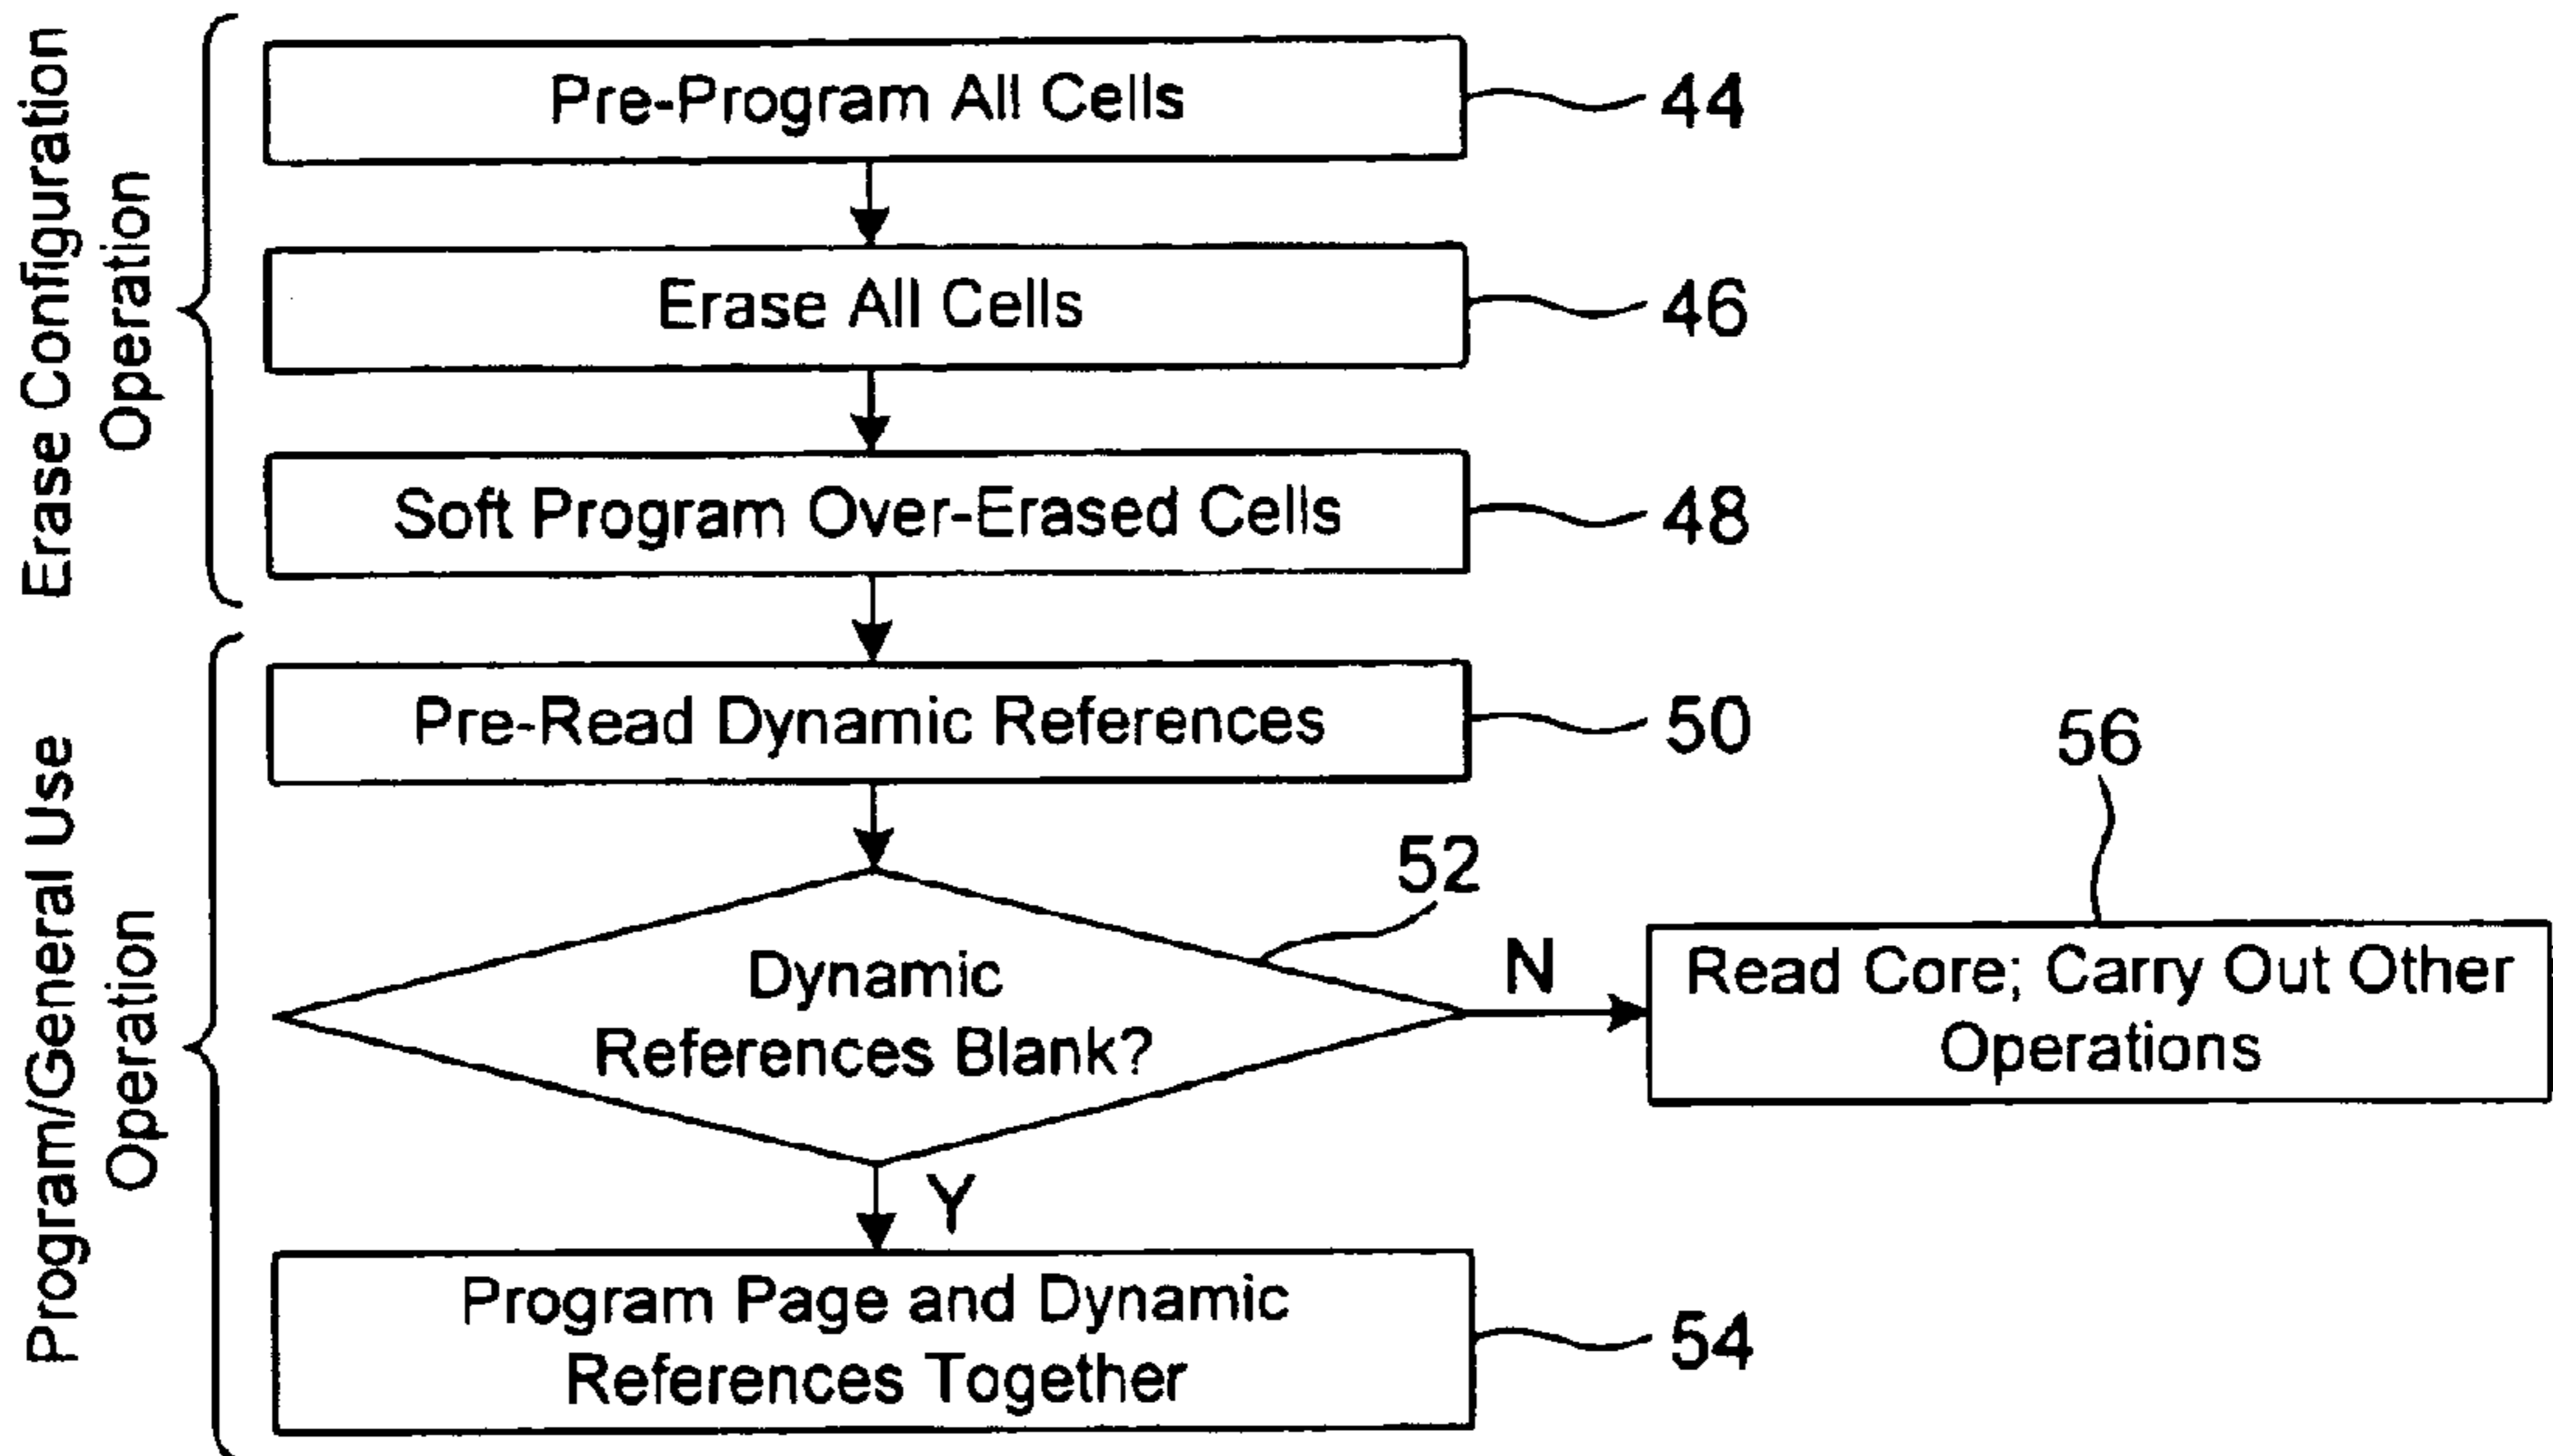 Erase Configuration
Operation
Pre-Program All Cells
44
Erase All Cells
46
Soft Program Over-Erased Cells
48
Program/General Use
Operation
Pre-Read Dynamic References
50
52
Dynamic
References Blank?
N
56
Read Core; Carry Out Other
Operations
Y
Program Page and Dynamic
References Together
54